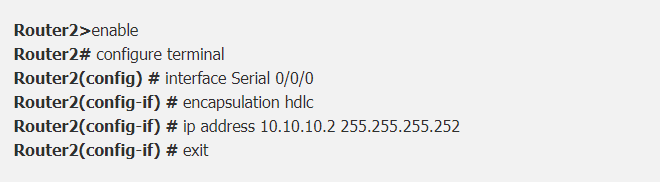 Router2>enable
Router2# configure terminal
Router2(config) # interface Serial 0/0/0
Router2(config-if) # encapsulation hdlc
Router2(config-if) # ip address 10.10.10.2 255.255.255.252
Router2(config-if) # exit